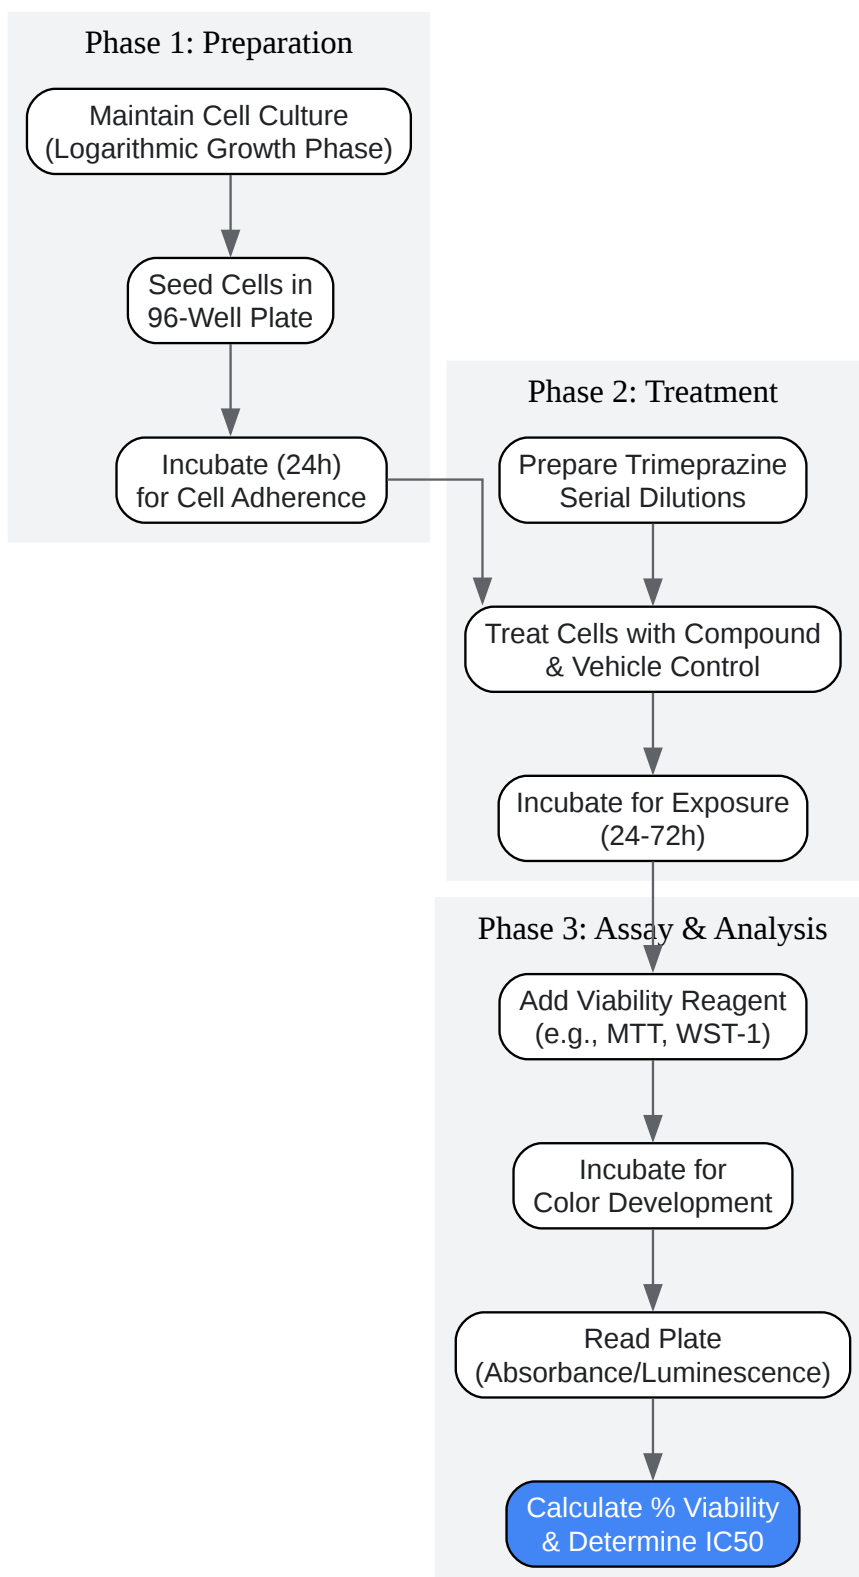 Phase 1: Preparation
Maintain Cell Culture
(Logarithmic Growth Phase)
Seed Cells in
96-Well Plate
Incubate (24h)
for Cell Adherence
Phase 2: Treatment
Prepare Trimeprazine
Serial Dilutions
Treat Cells with Compound
& Vehicle Control
Incubate for Exposure
(24-72h)
Phase 3: Assay & Analysis
Add Viability Reagent
(e.g., MTT, WST-1)
Incubate for
Color Development
Read Plate
(Absorbance/Luminescence)
Calculate % Viability
& Determine IC50